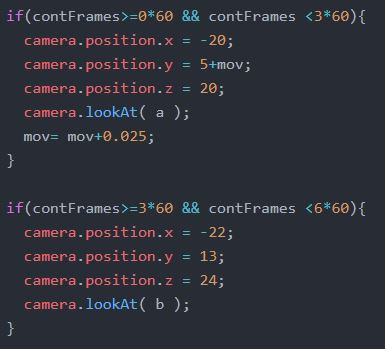 if(contFrames>=0*60 && contFrames <3*60){
  camera.position.x = -20;
  camera.position.y = 5+mov;
  camera.position.z = 20;
  camera.lookAt( a );
  mov= mov+0.025;
}

if(contFrames>=3*60 && contFrames <6*60){
  camera.position.x = -22;
  camera.position.y = 13;
  camera.position.z = 24;
  camera.lookAt( b );
}